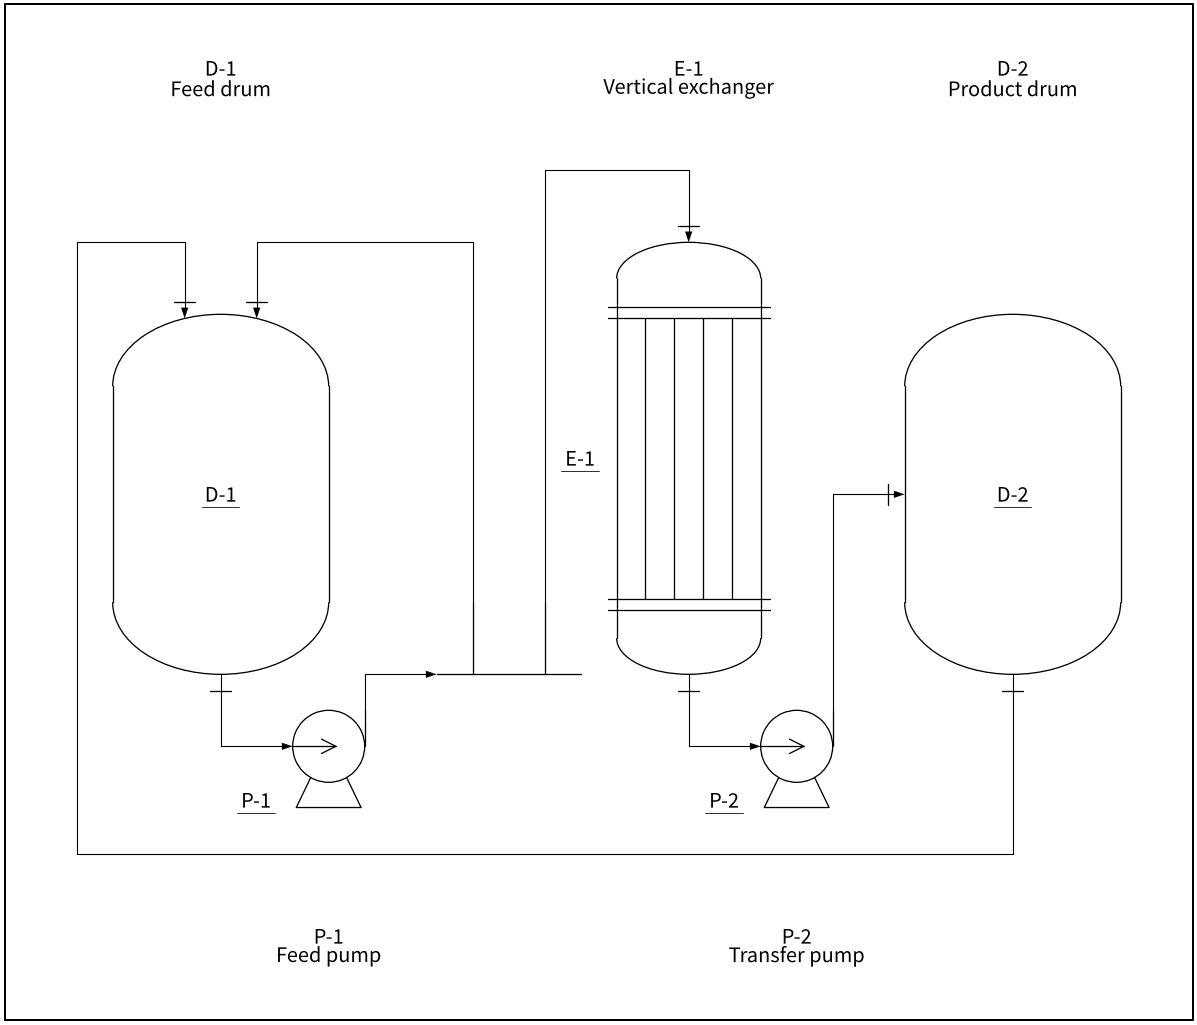 D-1
Feed drum
E-1
Vertical exchanger
D-2
Product drum
E-1
D-1
D-2
P-1
P-2
P-1
Feed pump
P-2
Transfer pump